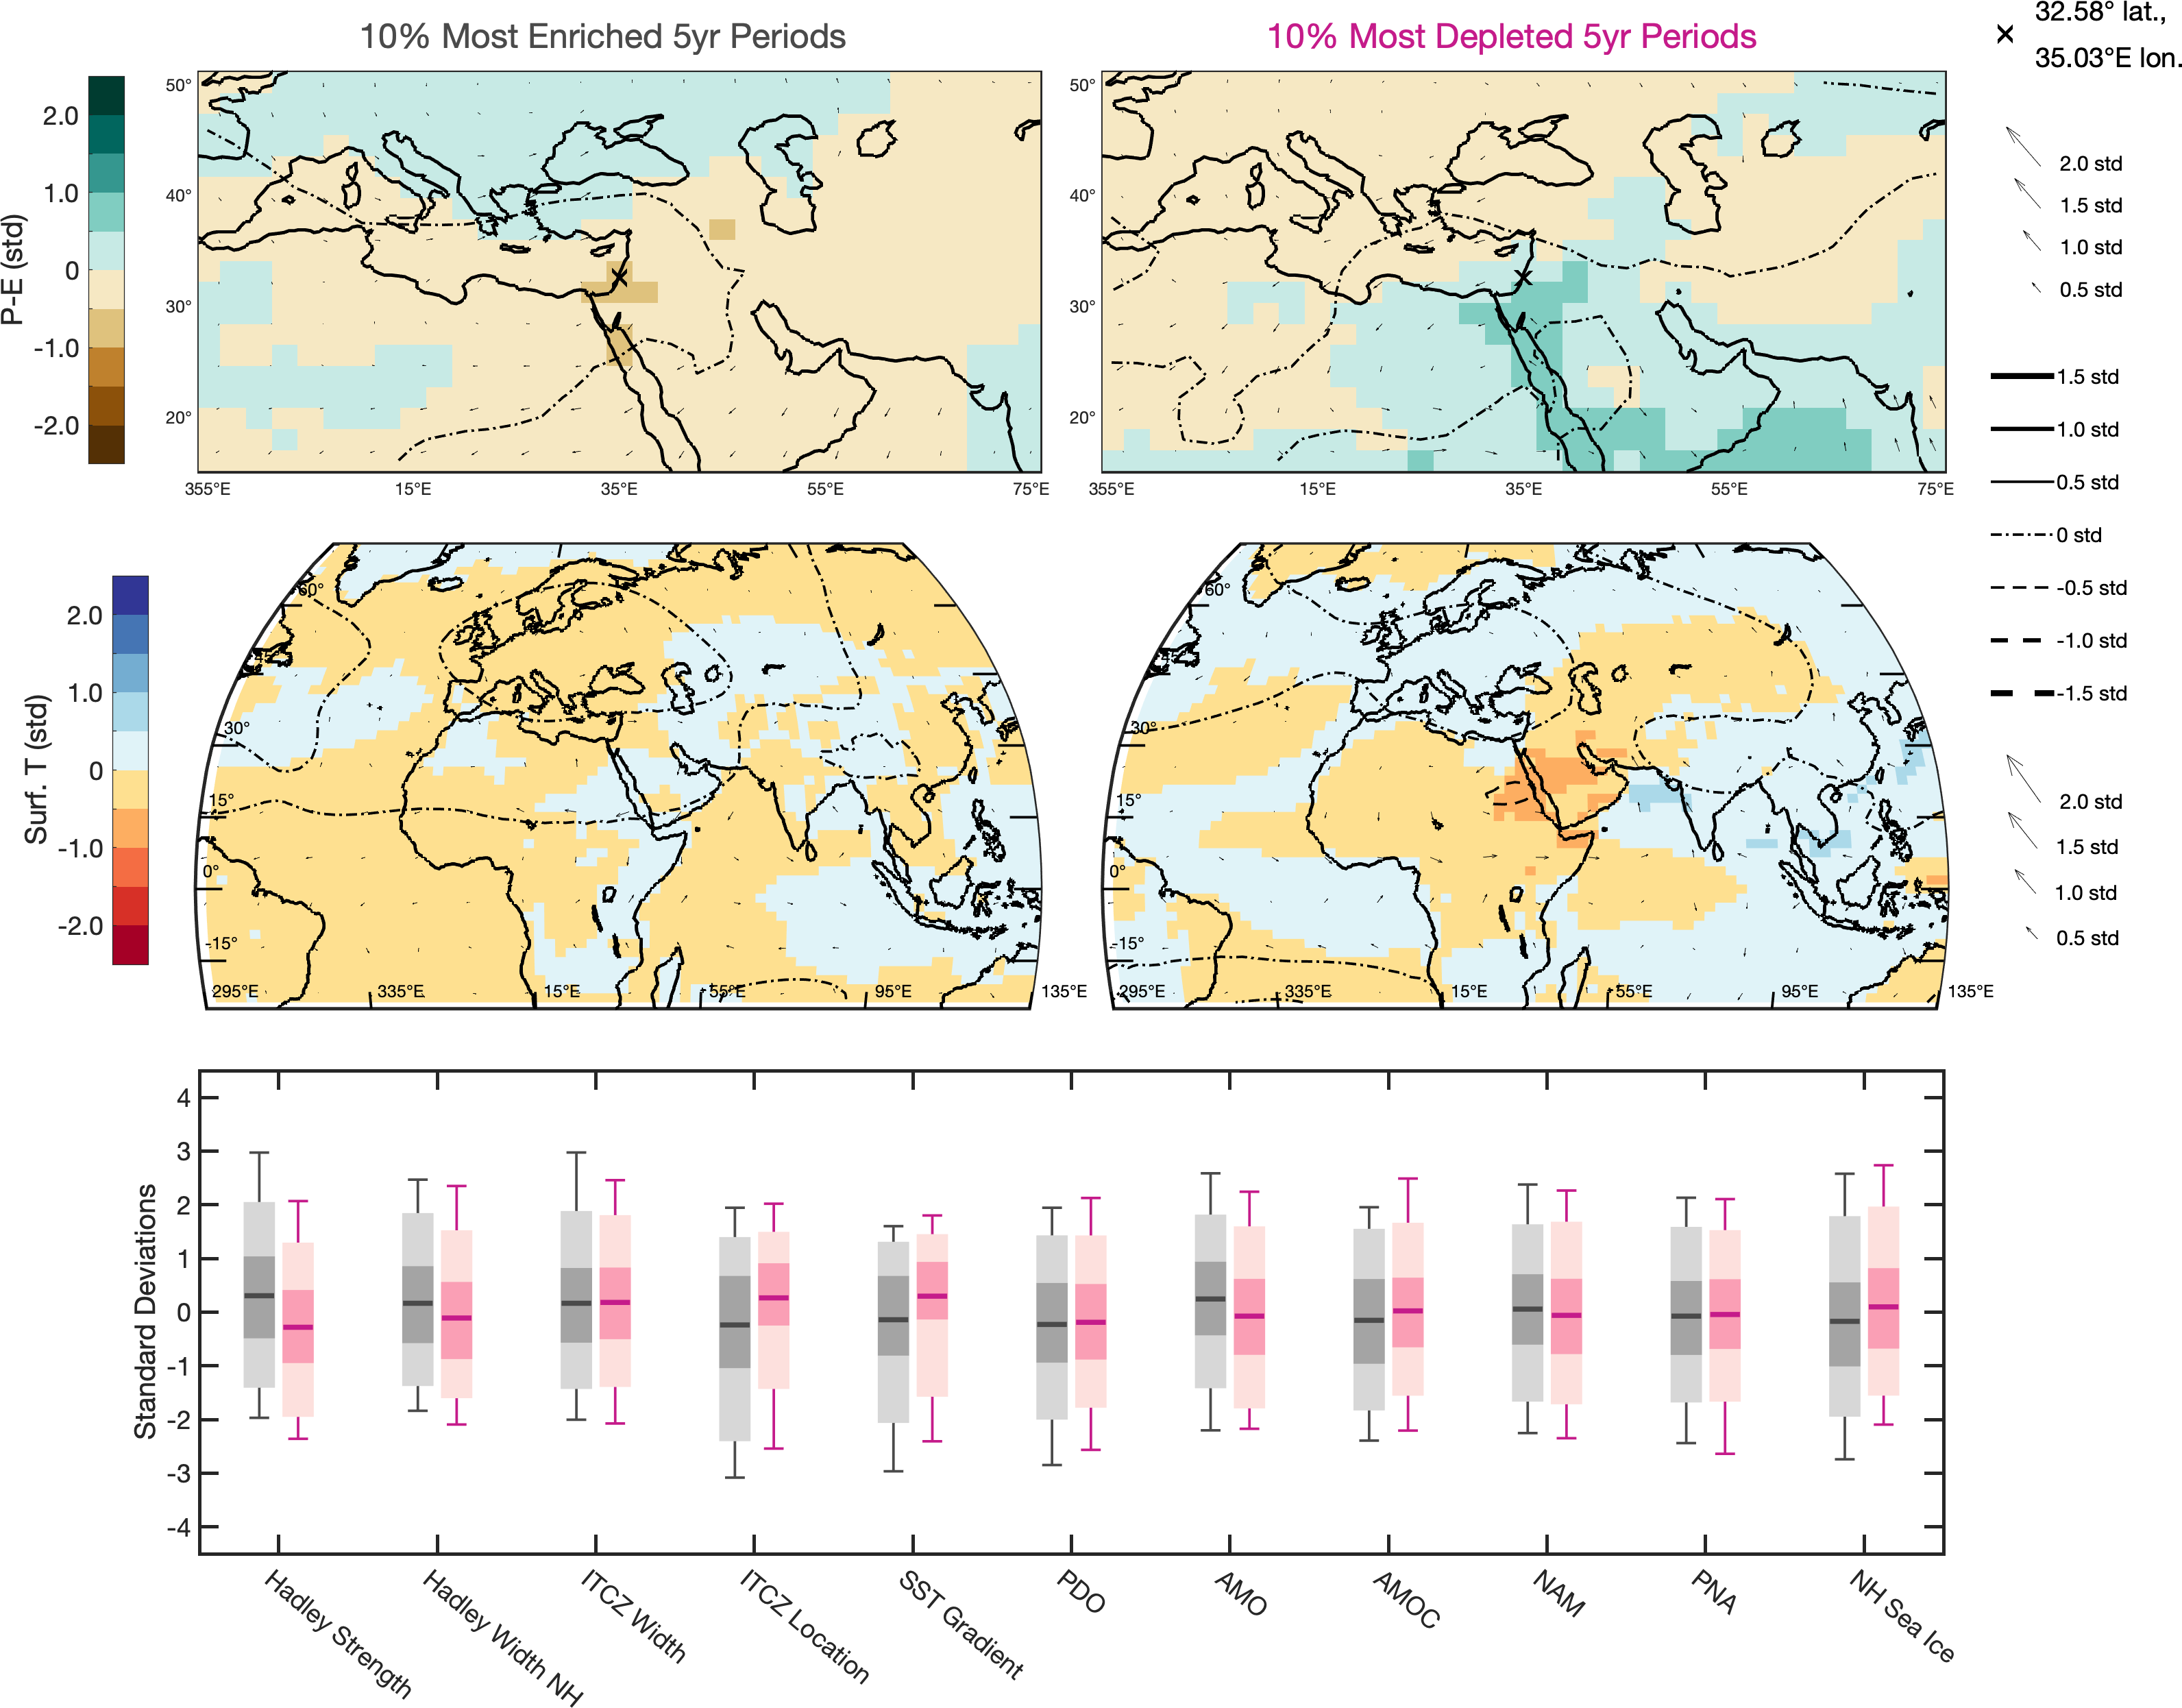 10% Most Enriched 5yr Periods
10% Most Depleted 5yr Periods
32.58° lat.,
35.03°E lon.
P-E (std)
2.0
1.0
0
-1.0
-2.0
50°
40°
30°
20°
355°E
15°E
35°E
55°E
75°E
50°
40°
30°
20°
355°E
15°E
35°E
55°E
75°E
2.0 std
1.5 std
1.0 std
0.5 std
1.5 std
1.0 std
0.5 std
0 std
-0.5 std
-1.0 std
-1.5 std
Surf. T (std)
2.0
1.0
0
-1.0
-2.0
60°
45°
30°
15°
0°
-15°
295°E
335°E
15°E
55°E
95°E
135°E
60°
45°
30°
15°
0°
-15°
295°E
335°E
15°E
55°E
95°E
135°E
2.0 std
1.5 std
1.0 std
0.5 std
Standard Deviations
4
3
2
1
0
-1
-2
-3
-4
Hadley Strength
Hadley Width NH
ITCZ Width
ITCZ Location
SST Gradient
PDO
AMO
AMOC
NAM
PNA
NH Sea Ice